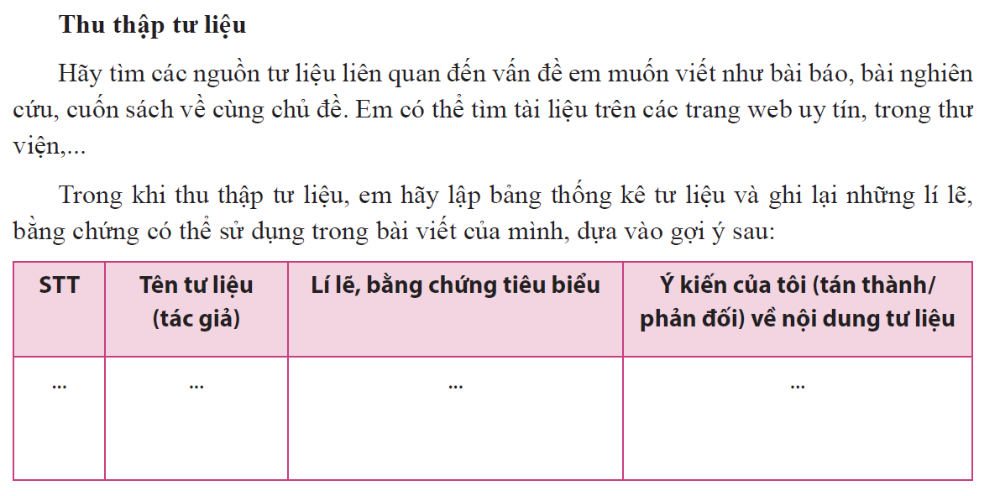 Thu thập tư liệu
Hãy tìm các nguồn tư liệu liên quan đến vấn đề em muốn viết như bài báo, bài nghiên
cứu, cuốn sách về cùng chủ đề. Em có thể tìm tài liệu trên các trang web uy tín, trong thư
viện,...
Trong khi thu thập tư liệu, em hãy lập bảng thống kê tư liệu và ghi lại những lí lẽ,
bằng chứng có thể sử dụng trong bài viết của mình, dựa vào gợi ý sau:
STT
Tên tư liệu
(tác giả)
Lí lẽ, bằng chứng tiêu biểu
Ý kiến của tôi (tán thành/
phản đối) về nội dung tư liệu
...
...
...
...